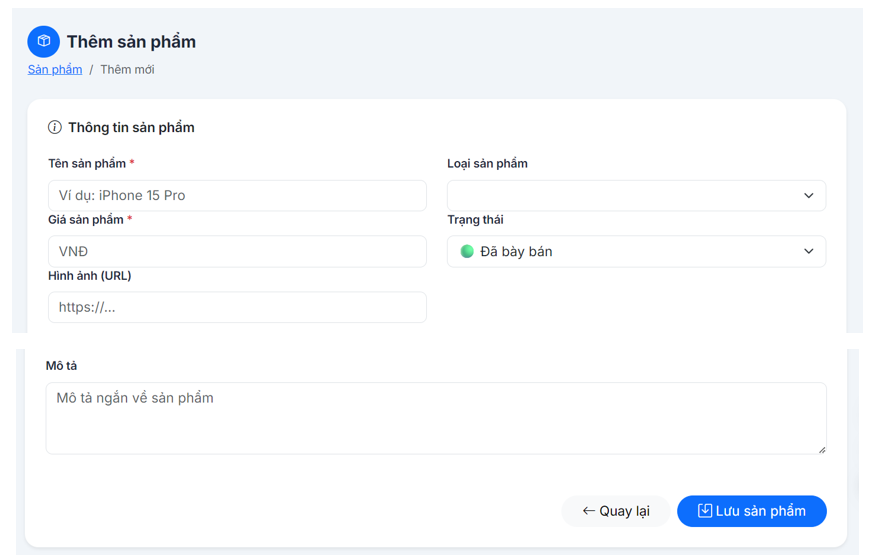 Thêm sản phẩm
Sản phẩm / Thêm mới
Thông tin sản phẩm
Tên sản phẩm *
Loại sản phẩm
Ví dụ: iPhone 15 Pro
Giá sản phẩm *
Trạng thái
VNĐ
Đã bày bán
Hình ảnh (URL)
https://...
Mô tả
Mô tả ngắn về sản phẩm
Quay lại
Lưu sản phẩm